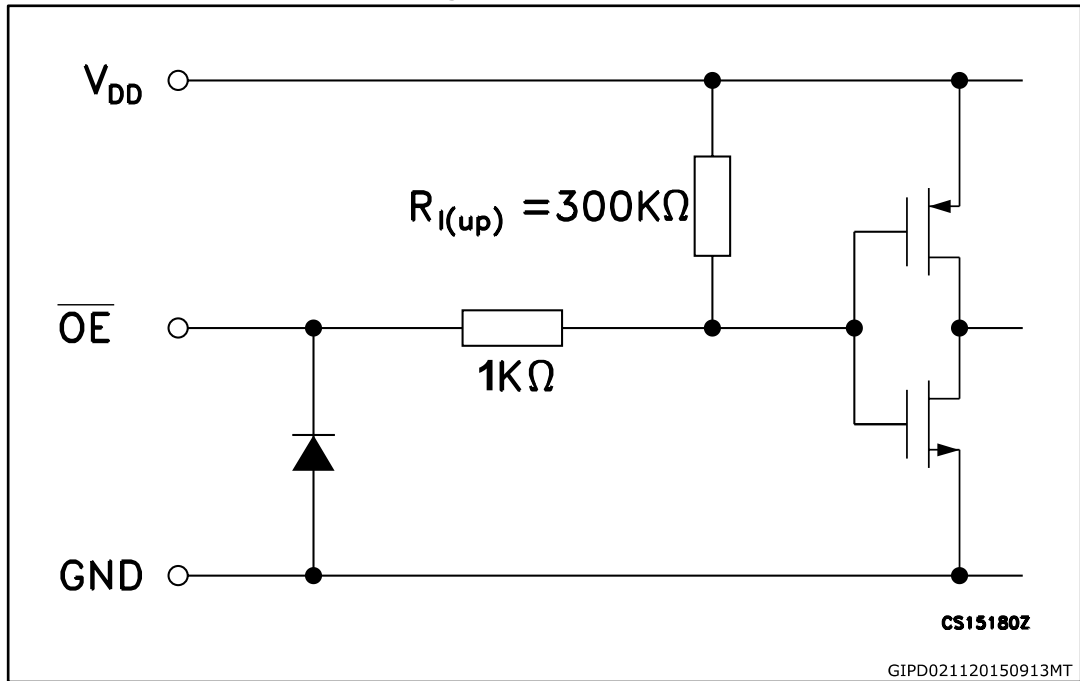 VDD
RI(up) =300KΩ
OE
1KΩ
GND
CS15180Z
GIPD021120150913MT